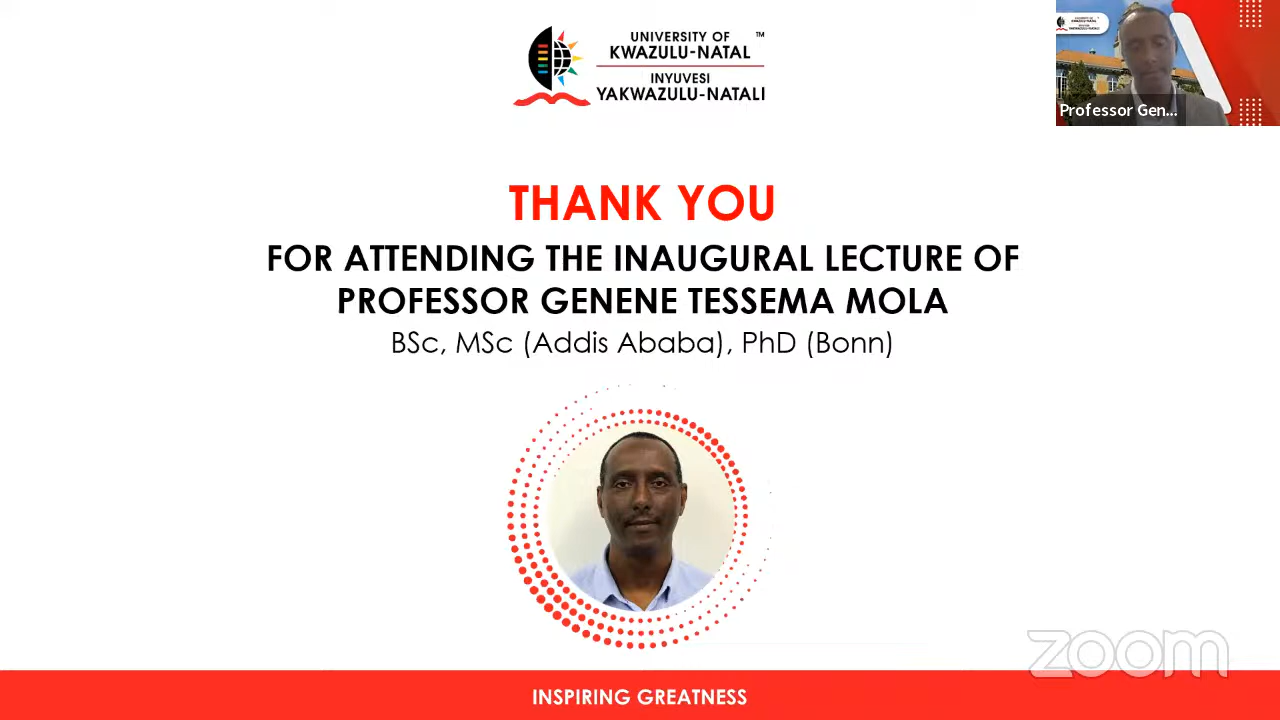 UNIVERSITY OF ™
KWAZULU-NATAL
INYUVESI
YAKWAZULU-NATALI
Professor Gen...
THANK YOU
FOR ATTENDING THE INAUGURAL LECTURE OF
PROFESSOR GENENE TESSEMA MOLA
BSc, MSc (Addis Ababa), PhD (Bonn)
zoom
INSPIRING GREATNESS